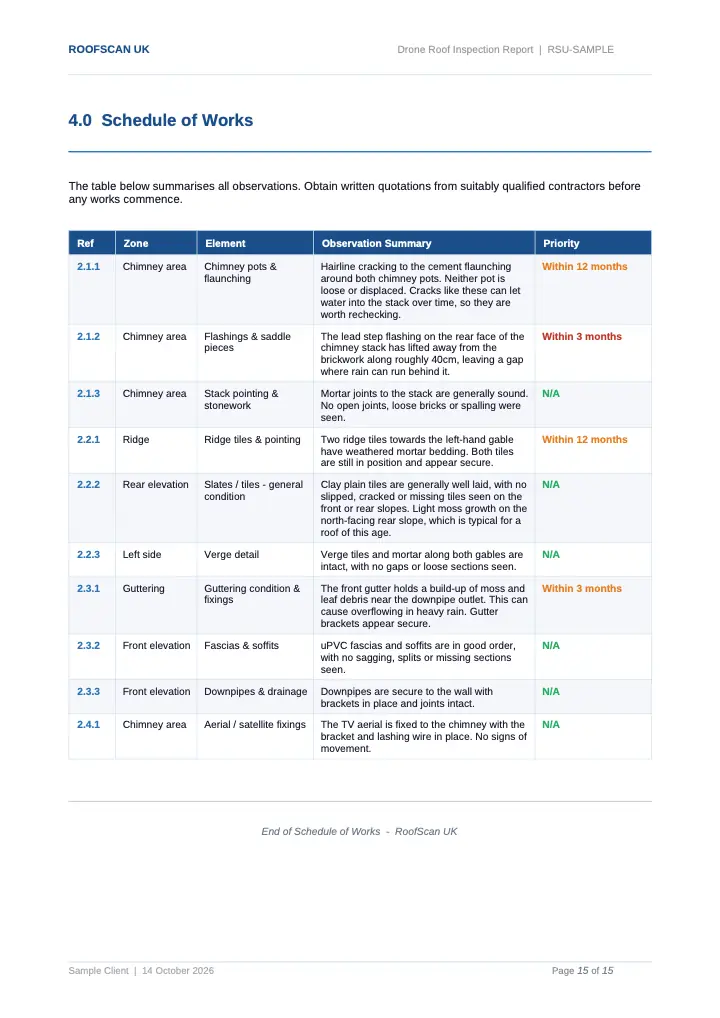 ROOFSCAN UK
Drone Roof Inspection Report | RSU-SAMPLE
4.0 Schedule of Works
The table below summarises all observations. Obtain written quotations from suitably qualified contractors before
any works commence.
Ref Zone Element Observation Summary Priority
2.1.1 Chimney area Chimney pots & Hairline cracking to the cement flaunching Within 12 months
flaunching around both chimney pots. Neither pot is
loose or displaced. Cracks like these can let
water into the stack over time, so they are
worth rechecking.
2.1.2 Chimney area Flashings & saddle The lead step flashing on the rear face of the Within 3 months
pieces chimney stack has lifted away from the
brickwork along roughly 40cm, leaving a gap
where rain can run behind it.
2.1.3 Chimney area Stack pointing & Mortar joints to the stack are generally sound. N/A
stonework No open joints, loose bricks or spalling were
seen.
2.2.1 Ridge Ridge tiles & pointing Two ridge tiles towards the left-hand gable Within 12 months
have weathered mortar bedding. Both tiles
are still in position and appear secure.
2.2.2 Rear elevation Slates / tiles - general Clay plain tiles are generally well laid, with no N/A
condition slipped, cracked or missing tiles seen on the
front or rear slopes. Light moss growth on the
north-facing rear slope, which is typical for a
roof of this age.
2.2.3 Left side Verge detail Verge tiles and mortar along both gables are N/A
intact, with no gaps or loose sections seen.
2.3.1 Guttering Guttering condition & The front gutter holds a build-up of moss and Within 3 months
fixings leaf debris near the downpipe outlet. This can
cause overflowing in heavy rain. Gutter
brackets appear secure.
2.3.2 Front elevation Fascias & soffits uPVC fascias and soffits are in good order, N/A
with no sagging, splits or missing sections
seen.
2.3.3 Front elevation Downpipes & drainage Downpipes are secure to the wall with N/A
brackets in place and joints intact.
2.4.1 Chimney area Aerial / satellite fixings The TV aerial is fixed to the chimney with the N/A
bracket and lashing wire in place. No signs of
movement.
End of Schedule of Works - RoofScan UK
Sample Client | 14 October 2026
Page 15 of 15